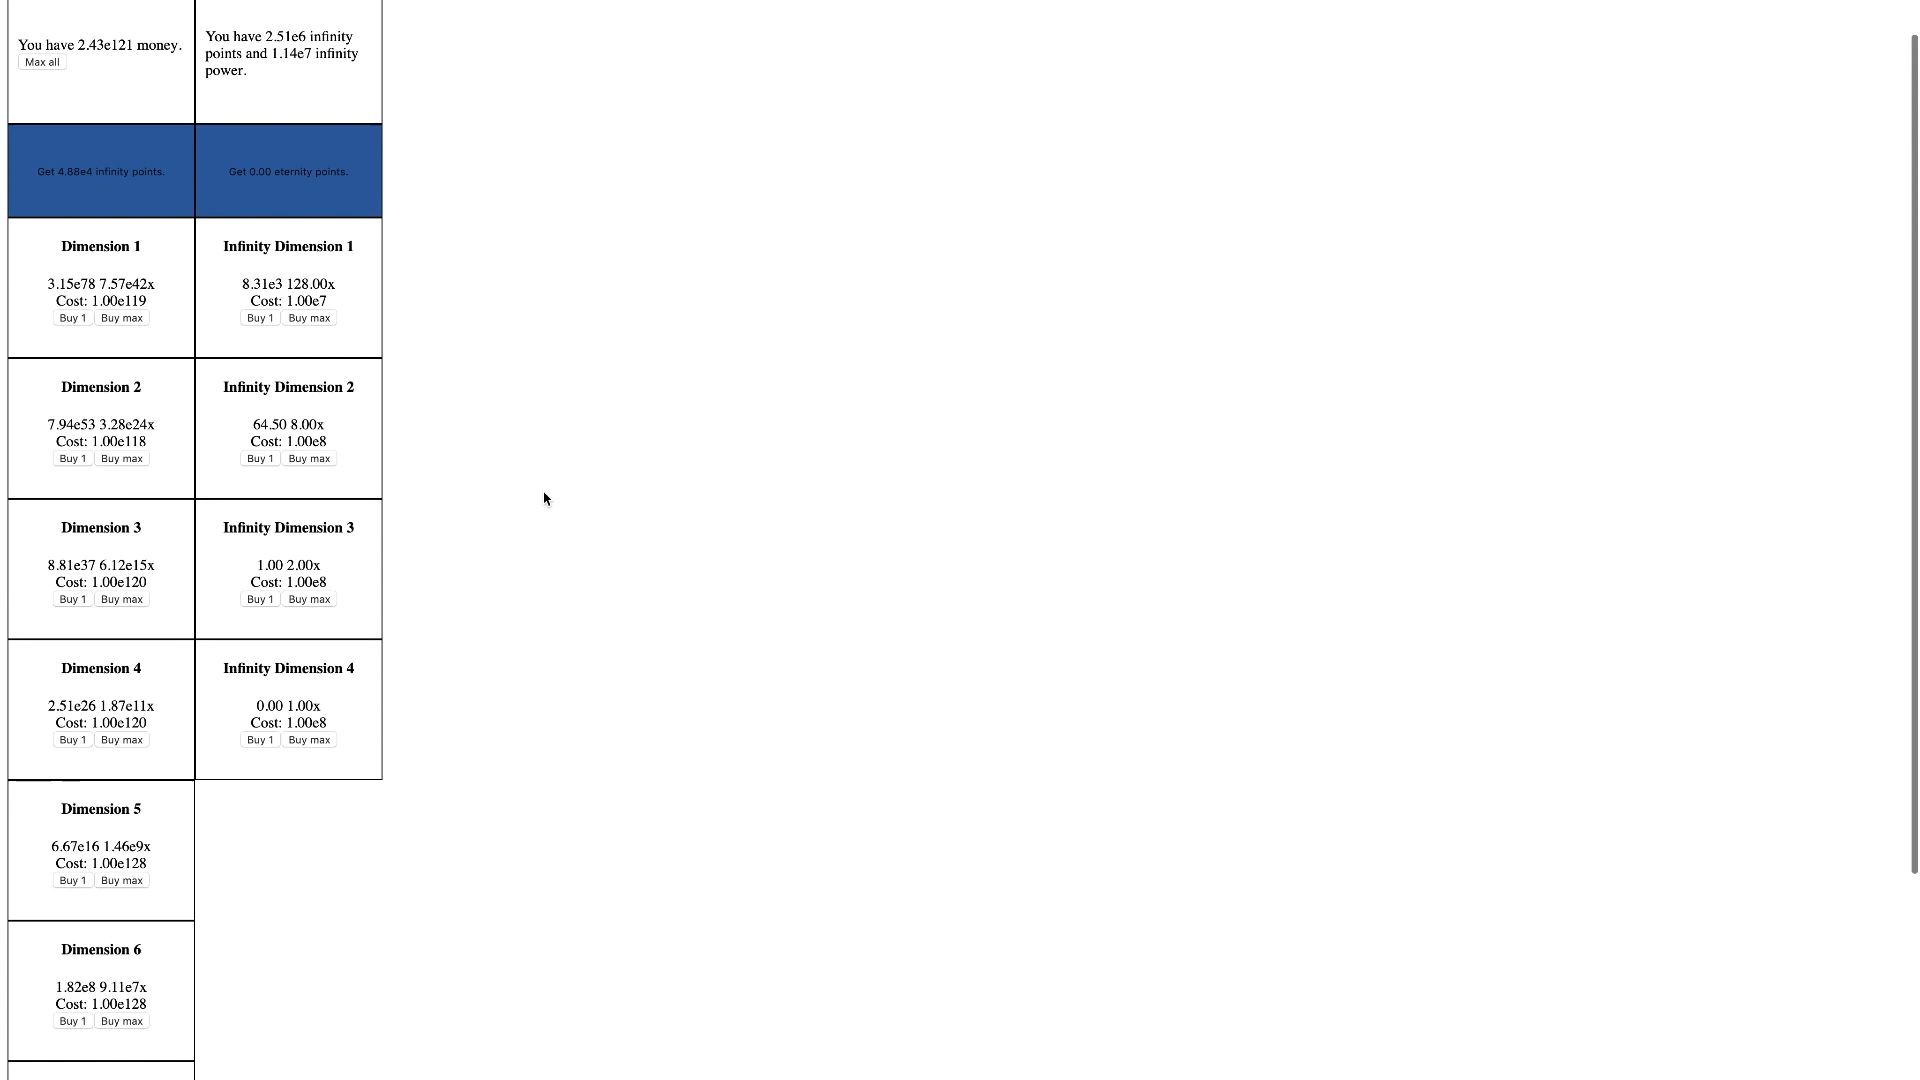 You have 2.43e121 money.
Max all
You have 2.51e6 infinity
points and 1.14e7 infinity
power.
Get 4.88e4 infinity points.
Get 0.00 eternity points.
Dimension 1
3.15e78 7.57e42x
Cost: 1.00e119
Buy 1 Buy max
Infinity Dimension 1
8.31e3 128.00x
Cost: 1.00e7
Buy 1 Buy max
Dimension 2
7.94e53 3.28e24x
Cost: 1.00e118
Buy 1 Buy max
Infinity Dimension 2
64.50 8.00x
Cost: 1.00e8
Buy 1 Buy max
Dimension 3
8.81e37 6.12e15x
Cost: 1.00e120
Buy 1 Buy max
Infinity Dimension 3
1.00 2.00x
Cost: 1.00e8
Buy 1 Buy max
Dimension 4
2.51e26 1.87e11x
Cost: 1.00e120
Buy 1 Buy max
Infinity Dimension 4
0.00 1.00x
Cost: 1.00e8
Buy 1 Buy max
Dimension 5
6.67e16 1.46e9x
Cost: 1.00e128
Buy 1 Buy max
Dimension 6
1.82e8 9.11e7x
Cost: 1.00e128
Buy 1 Buy max